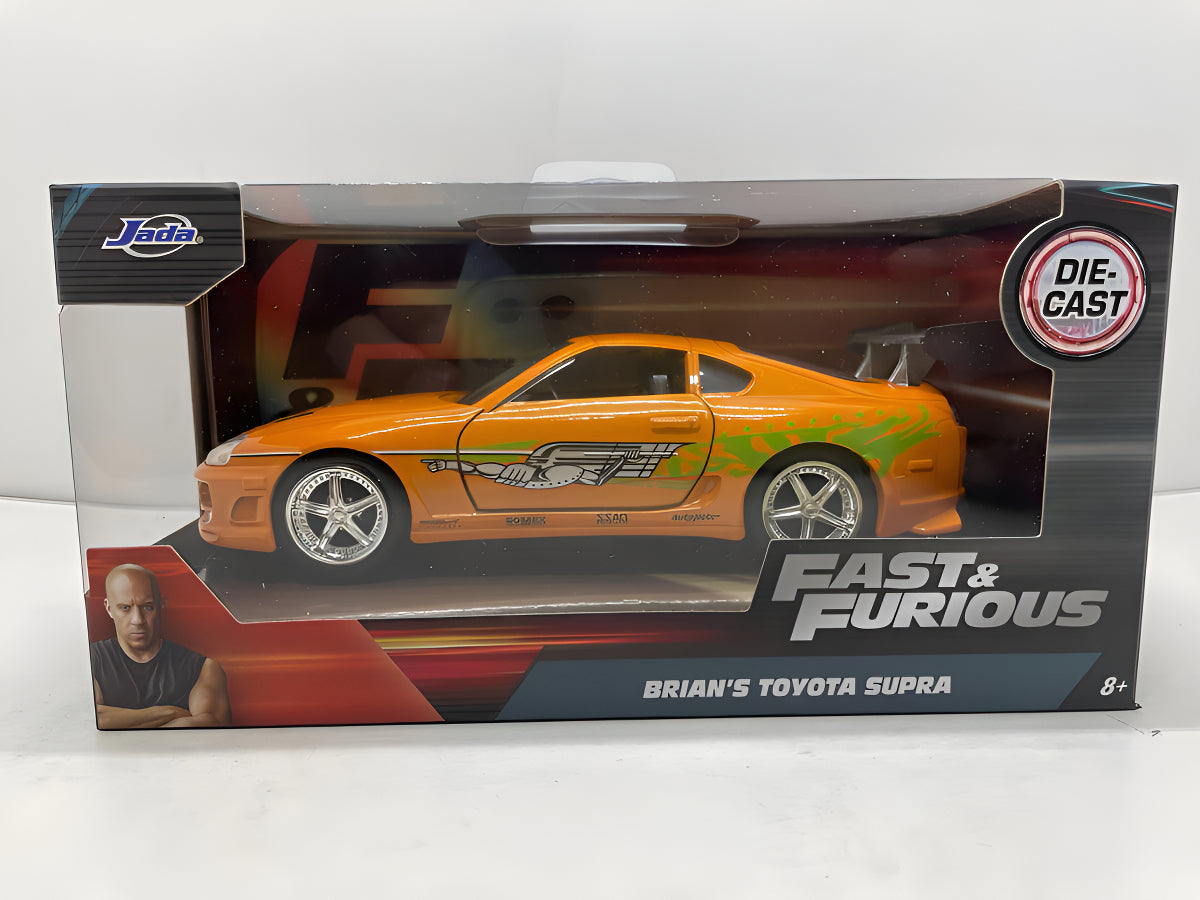 Jada
DIE-
CAST
FAST &
FURIOUS
BRIAN'S TOYOTA SUPRA
8+